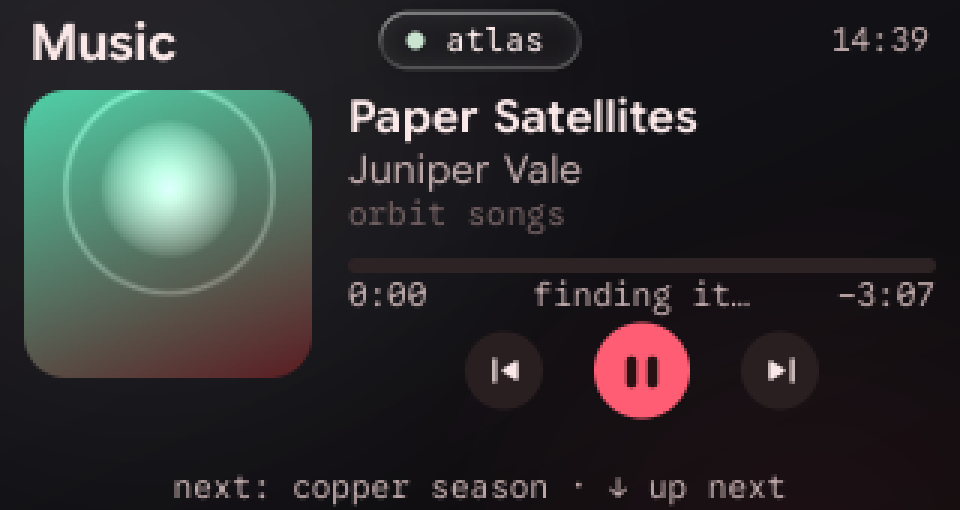 Music
atlas
14:39
Paper Satellites
Juniper Vale
orbit songs
0:00 finding it… −3:07
next: copper season · ↓ up next